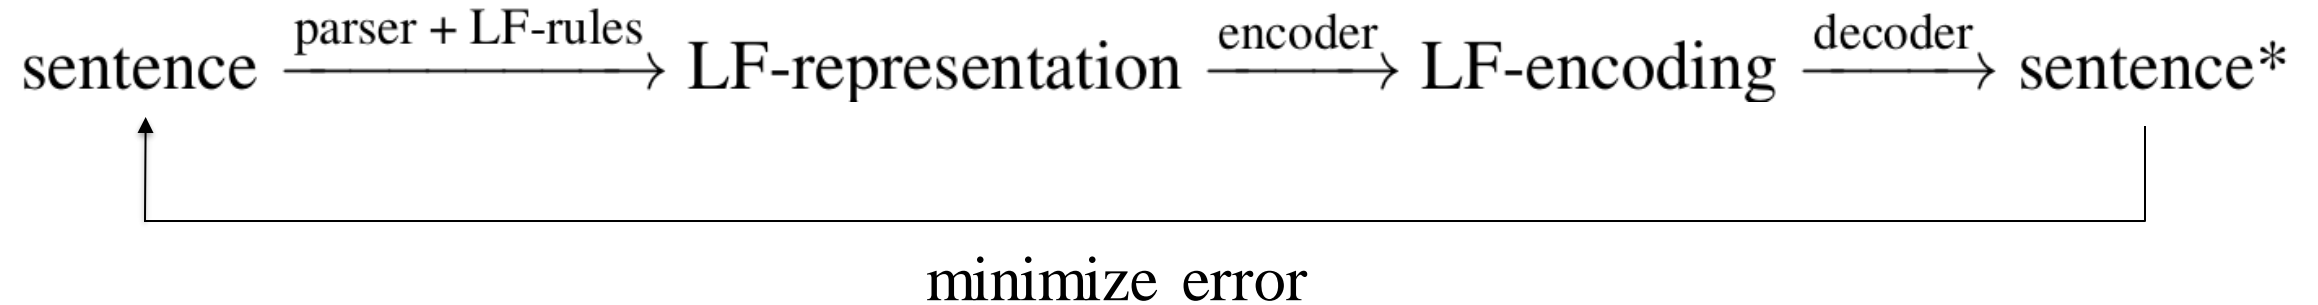 parser + LF-rules encoder decoder
sentence LF-representation LF-encoding sentence*
minimize error